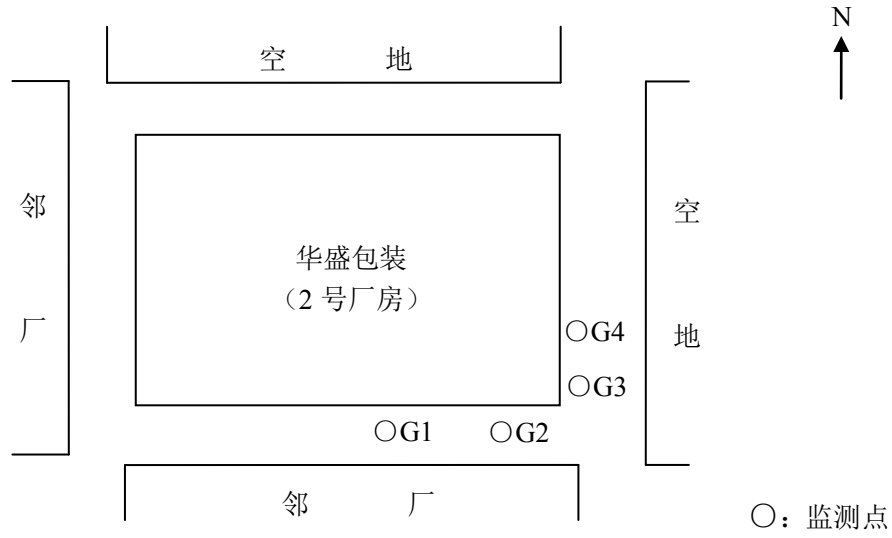 N
空 地
邻 厂
华盛包装
（2 号厂房）
空 地
○G4
○G3
○G1 ○G2
邻 厂
○：监测点